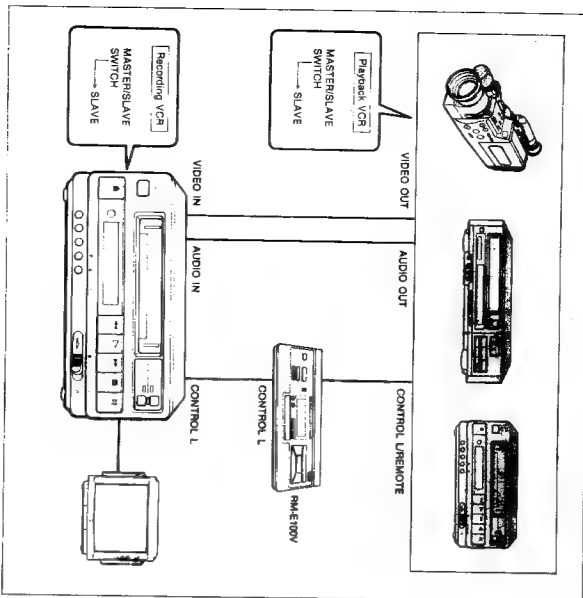 Playback VCR
MASTER/SLAVE
SWITCH
SLAVE
VIDEO OUT
AUDIO OUT
CONTROL L/REMOTE
RM-E100V
CONTROL L
VIDEO IN
AUDIO IN
CONTROL L
Recording VCR
MASTER/SLAVE
SWITCH
SLAVE